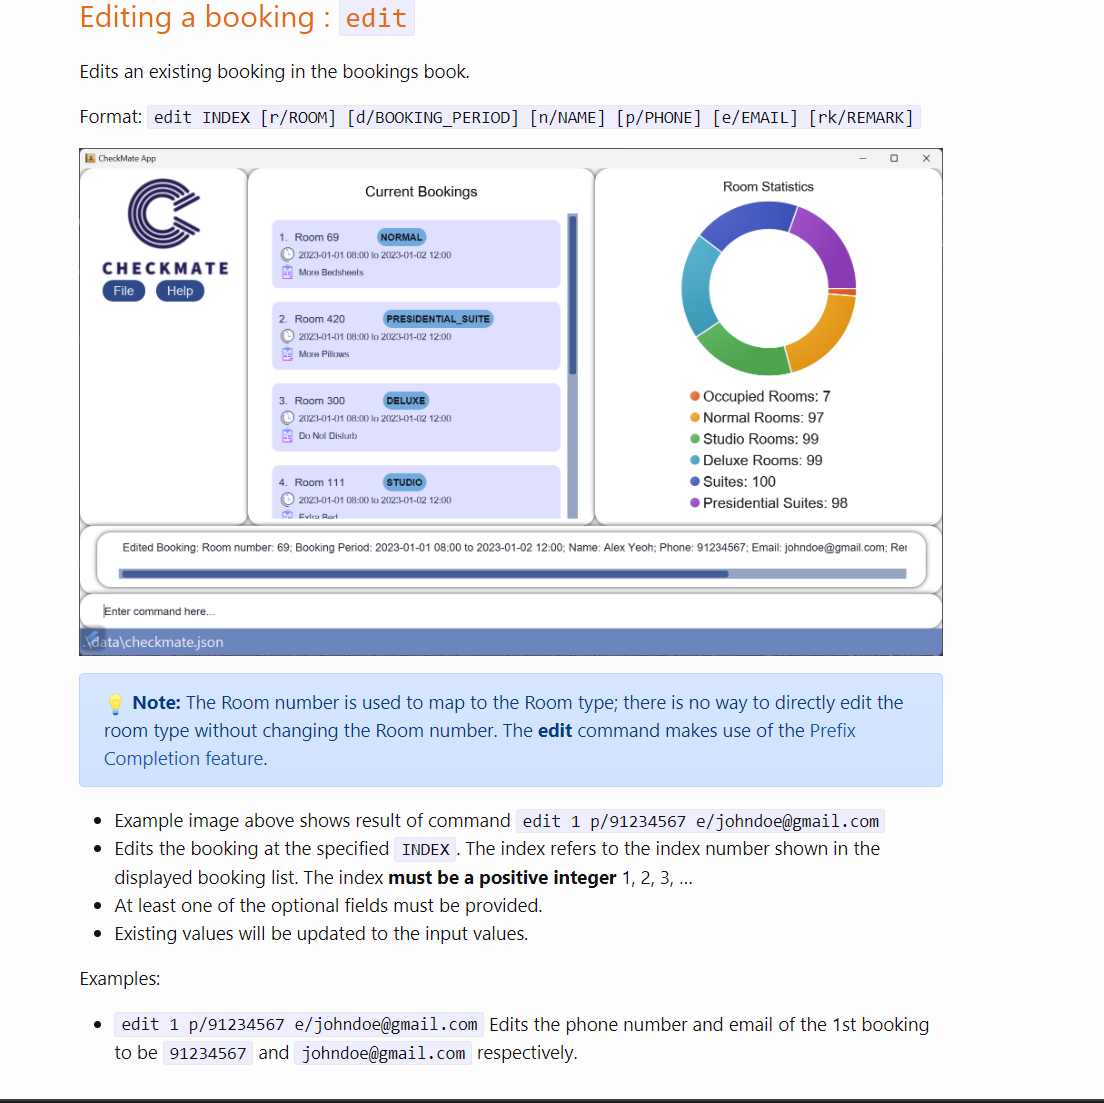 Editing a booking : edit
Edits an existing booking in the bookings book.
Format: edit INDEX [r/ROOM] [d/BOOKING_PERIOD] [n/NAME] [p/PHONE] [e/EMAIL] [rk/REMARK]
CheckMate App
CHECKMATE
File Help
Current Bookings
1. Room 69 NORMAL
2023-01-01 08:00 to 2023-01-02 12:00
More Bedsheets
2. Room 420 PRESIDENTIAL_SUITE
2023-01-01 08:00 to 2023-01-02 12:00
More Pillows
3. Room 300 DELUXE
2023-01-01 08:00 to 2023-01-02 12:00
Do Not Disturb
4. Room 111 STUDIO
2023-01-01 08:00 to 2023-01-02 12:00
Extra Bed
Room Statistics
Occupied Rooms: 7
Normal Rooms: 97
Studio Rooms: 99
Deluxe Rooms: 99
Suites: 100
Presidential Suites: 98
Edited Booking: Room number: 69; Booking Period: 2023-01-01 08:00 to 2023-01-02 12:00; Name: Alex Yeoh; Phone: 91234567; Email: johndoe@gmail.com;
Enter command here...
.\data\checkmate.json
Note: The Room number is used to map to the Room type; there is no way to directly edit the
room type without changing the Room number. The edit command makes use of the Prefix
Completion feature.
Example image above shows result of command edit 1 p/91234567 e/johndoe@gmail.com
Edits the booking at the specified INDEX. The index refers to the index number shown in the
displayed booking list. The index must be a positive integer 1, 2, 3, ...
At least one of the optional fields must be provided.
Existing values will be updated to the input values.
Examples:
edit 1 p/91234567 e/johndoe@gmail.com Edits the phone number and email of the 1st booking
to be 91234567 and johndoe@gmail.com respectively.